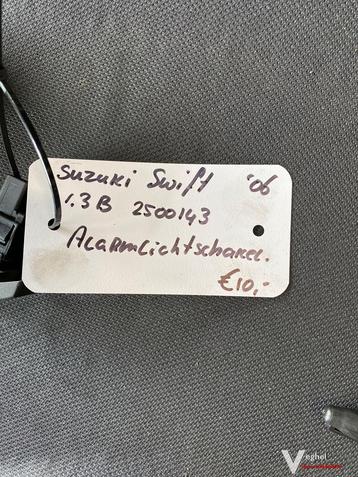 Suzuki Swift '06
1.3 B 2500143
Alarmlichtschakel.
€10,-
Veghel